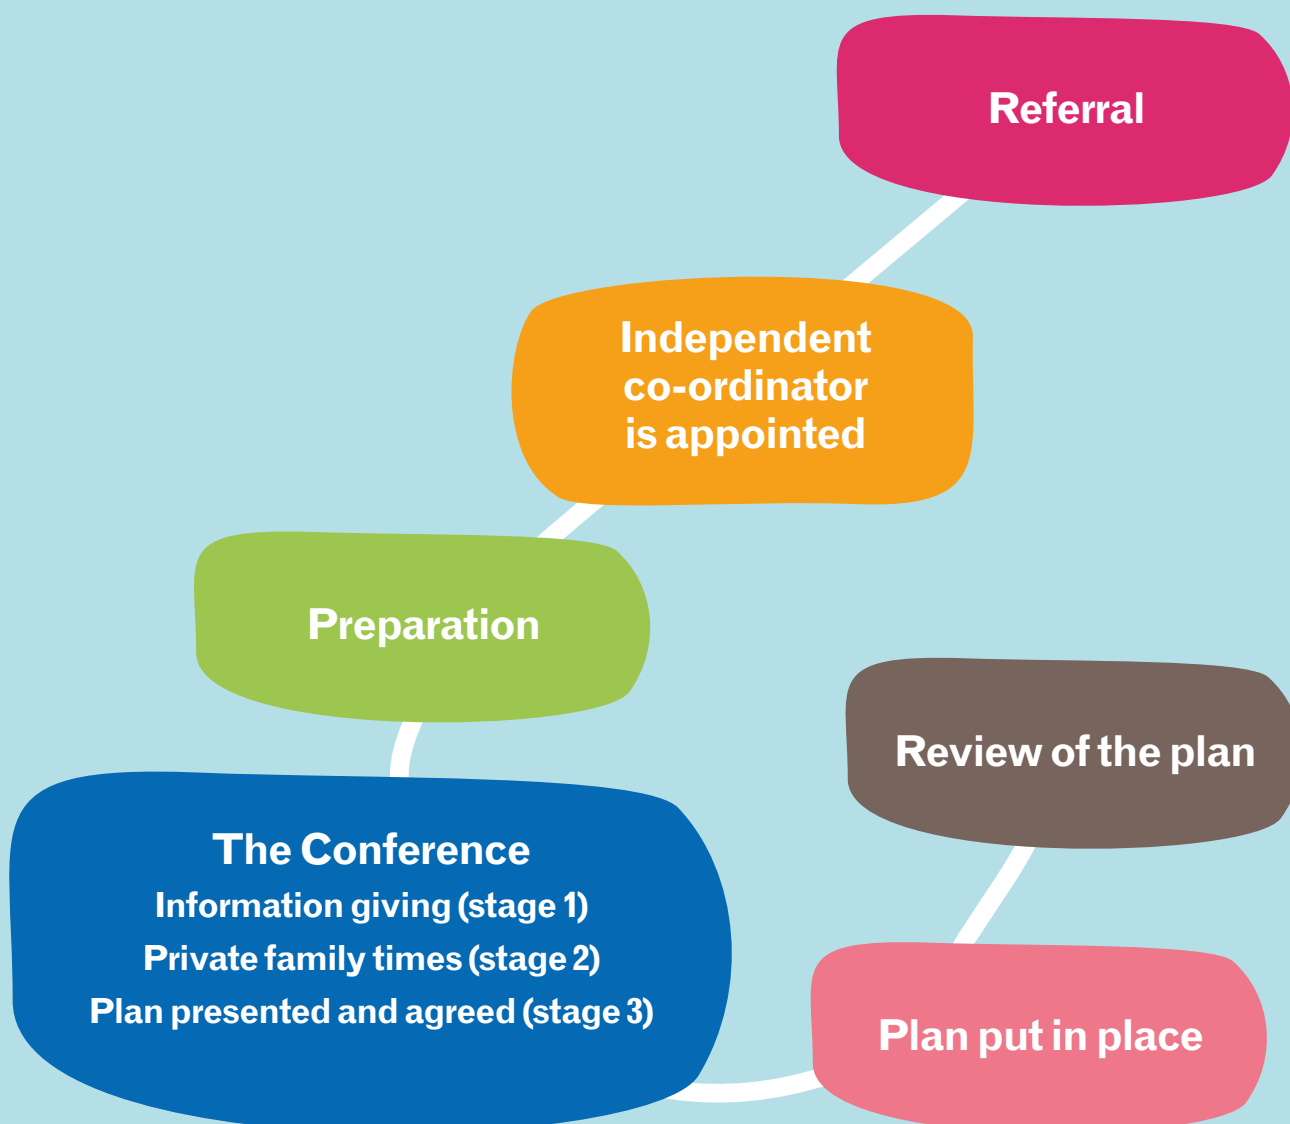 Referral
Independent
co-ordinator
is appointed
Preparation
The Conference
Information giving (stage 1)
Private family times (stage 2)
Plan presented and agreed (stage 3)
Plan put in place
Review of the plan